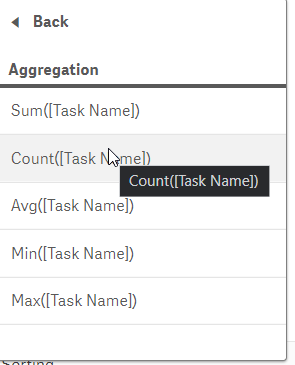 Back
Aggregation
Sum([Task Name])
Count([Task Name])
Count([Task Name])
Avg([Task Name])
Min([Task Name])
Max([Task Name])
Sorting